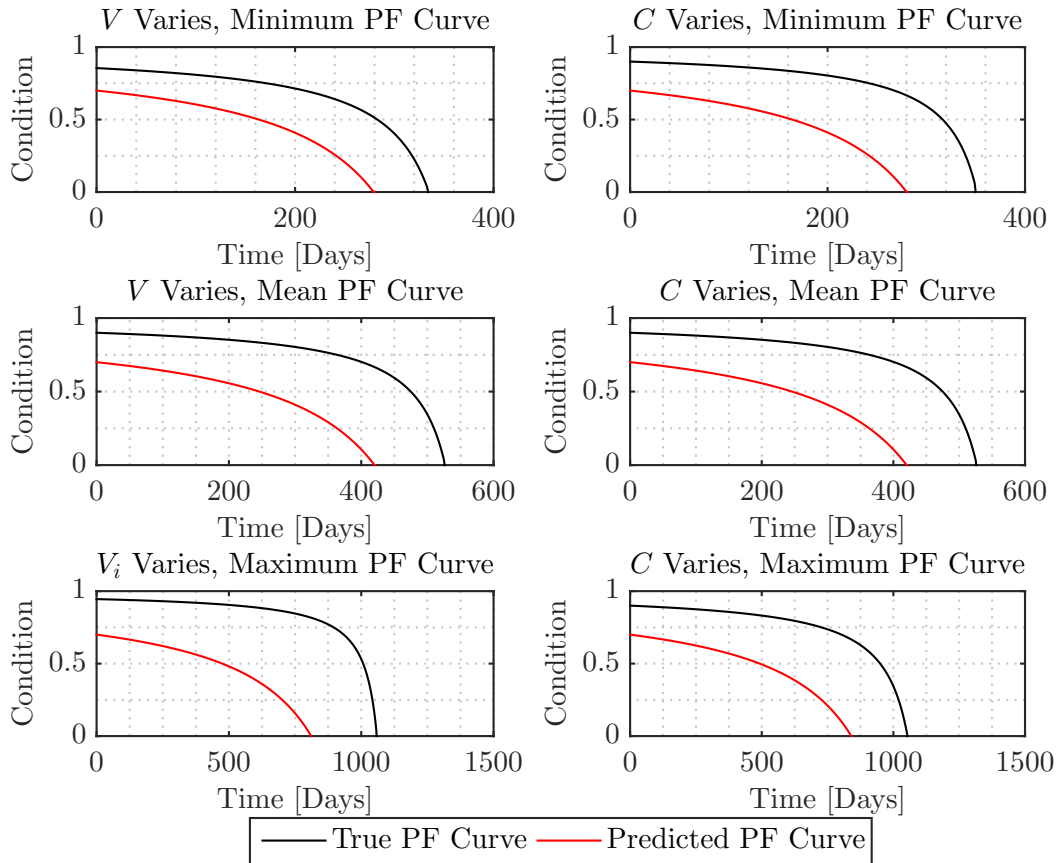 V Varies, Minimum PF Curve
1
0.5
0
Condition
0 200 400
Time [Days]
C Varies, Minimum PF Curve
1
0.5
0
Condition
0 200 400
Time [Days]
V Varies, Mean PF Curve
1
0.5
0
Condition
0 200 400 600
Time [Days]
C Varies, Mean PF Curve
1
0.5
0
Condition
0 200 400 600
Time [Days]
V_i Varies, Maximum PF Curve
1
0.5
0
Condition
0 500 1000 1500
Time [Days]
C Varies, Maximum PF Curve
1
0.5
0
Condition
0 500 1000 1500
Time [Days]
True PF Curve Predicted PF Curve